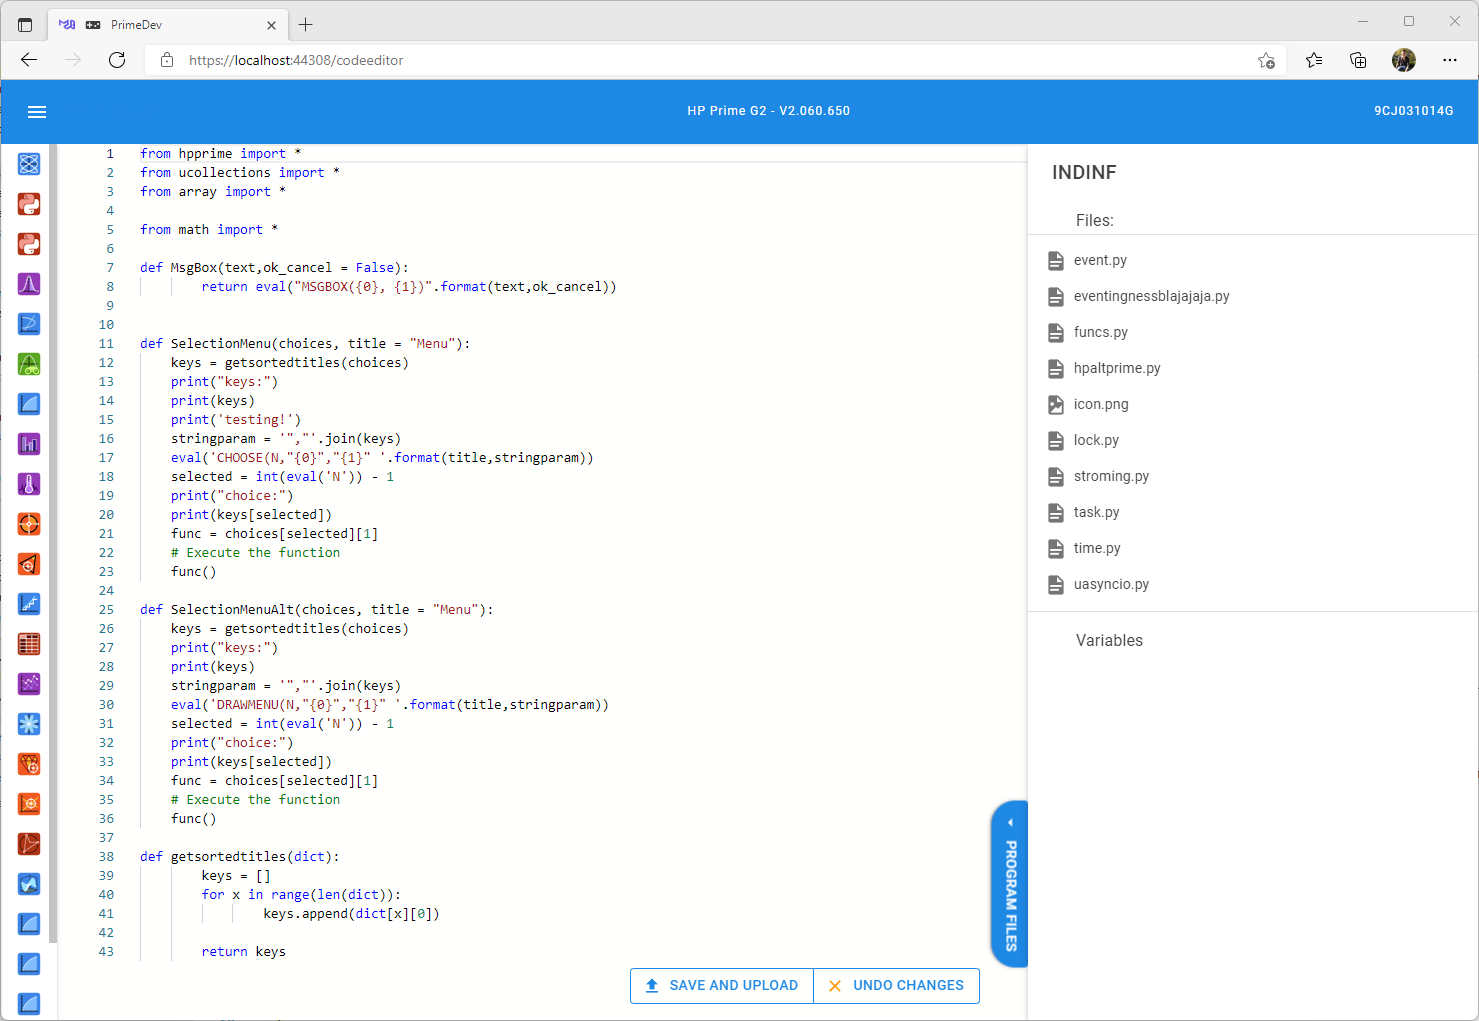 PrimeDev
https://localhost:44308/codeeditor
HP Prime G2 - V2.060.650
9CJ031014G
1 from hpprime import *
2 from ucollections import *
3 from array import *
4
5 from math import *
6
7 def MsgBox(text,ok_cancel = False):
8 return eval("MSGBOX({0}, {1})".format(text,ok_cancel))
9
10
11 def SelectionMenu(choices, title = "Menu"):
12 keys = getsortedtitles(choices)
13 print("keys:")
14 print(keys)
15 print('testing!')
16 stringparam = '","'.join(keys)
17 eval('CHOOSE(N,"{0}","{1}" '.format(title,stringparam))
18 selected = int(eval('N')) - 1
19 print("choice:")
20 print(keys[selected])
21 func = choices[selected][1]
22 # Execute the function
23 func()
24
25 def SelectionMenuAlt(choices, title = "Menu"):
26 keys = getsortedtitles(choices)
27 print("keys:")
28 print(keys)
29 stringparam = '","'.join(keys)
30 eval('DRAWMENU(N,"{0}","{1}" '.format(title,stringparam))
31 selected = int(eval('N')) - 1
32 print("choice:")
33 print(keys[selected])
34 func = choices[selected][1]
35 # Execute the function
36 func()
37
38 def getsortedtitles(dict):
39 keys = []
40 for x in range(len(dict)):
41 keys.append(dict[x][0])
42
43 return keys
SAVE AND UPLOAD
UNDO CHANGES
PROGRAM FILES
INDINF
Files:
event.py
eventingnessblajajaja.py
funcs.py
hpaltprime.py
icon.png
lock.py
stroming.py
task.py
time.py
uasyncio.py
Variables